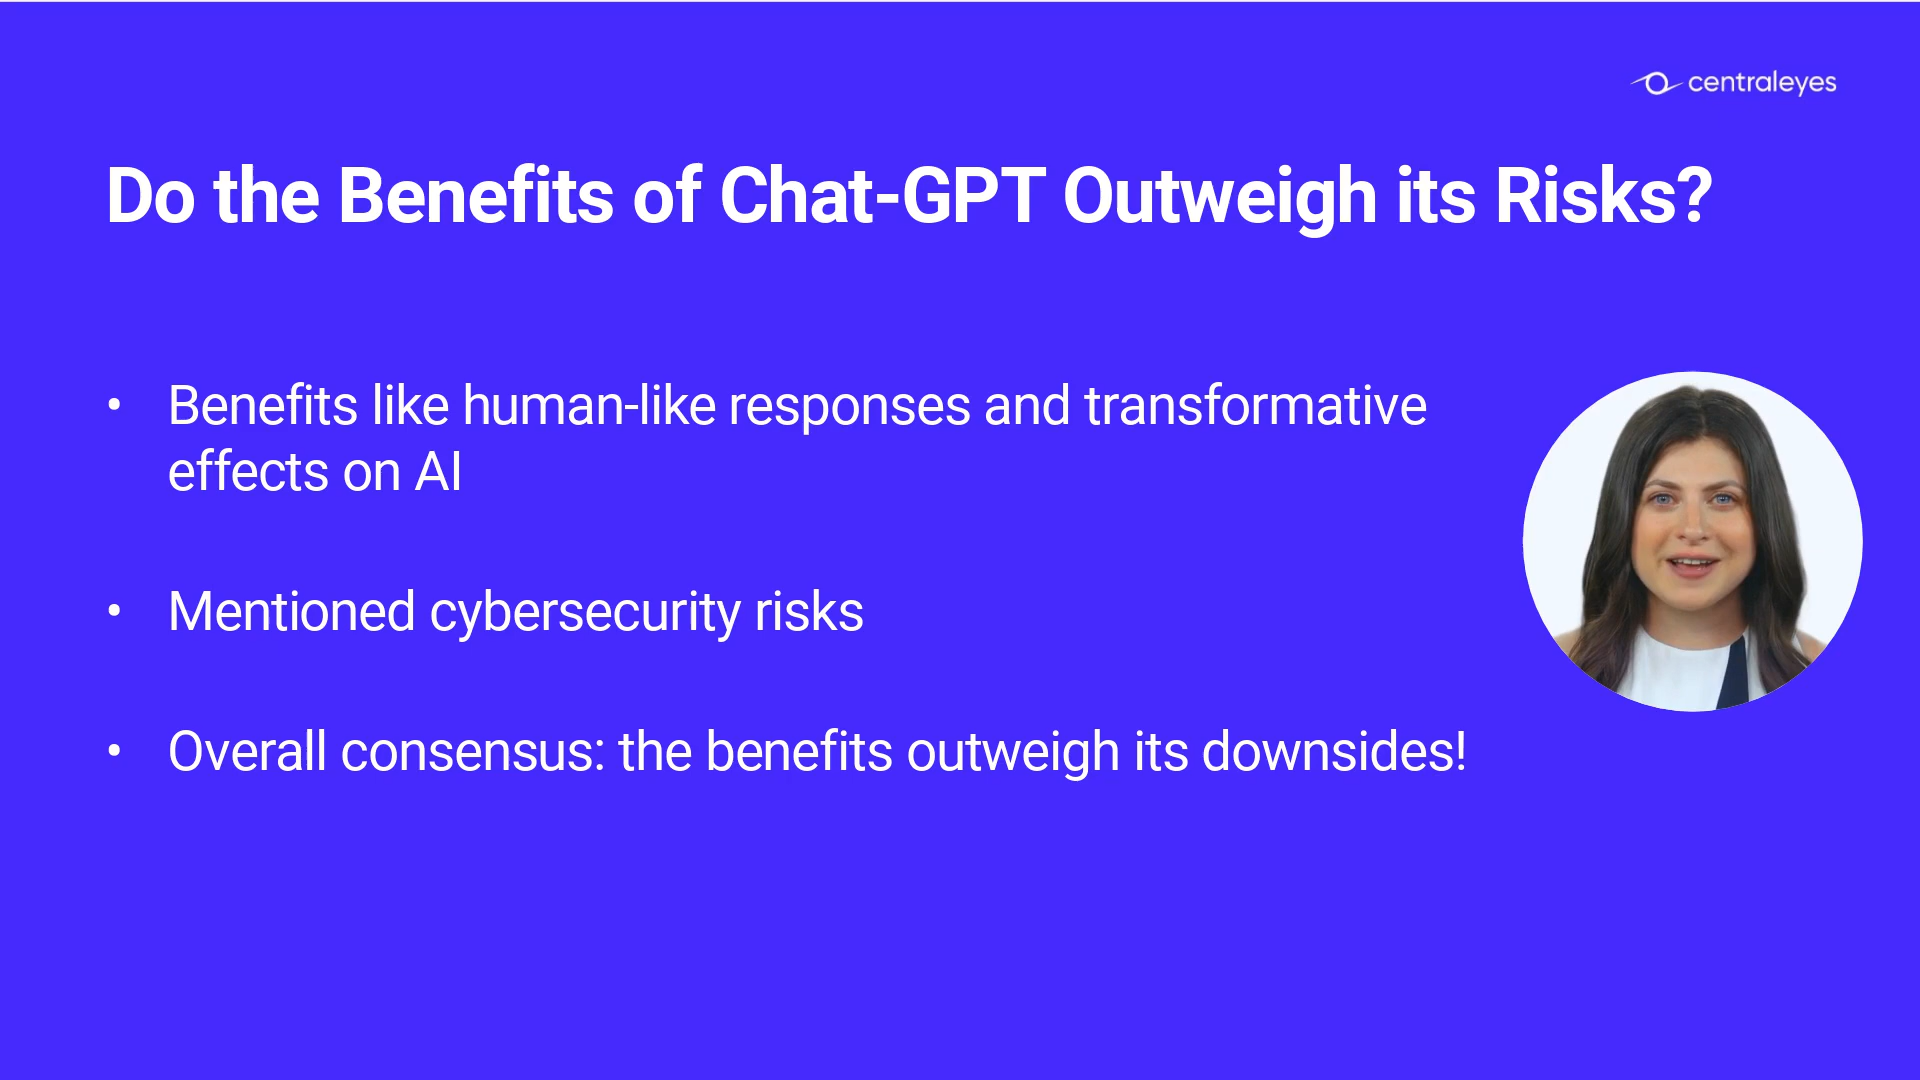 centraleyes
Do the Benefits of Chat-GPT Outweigh its Risks?
• Benefits like human-like responses and transformative
effects on AI
• Mentioned cybersecurity risks
• Overall consensus: the benefits outweigh its downsides!